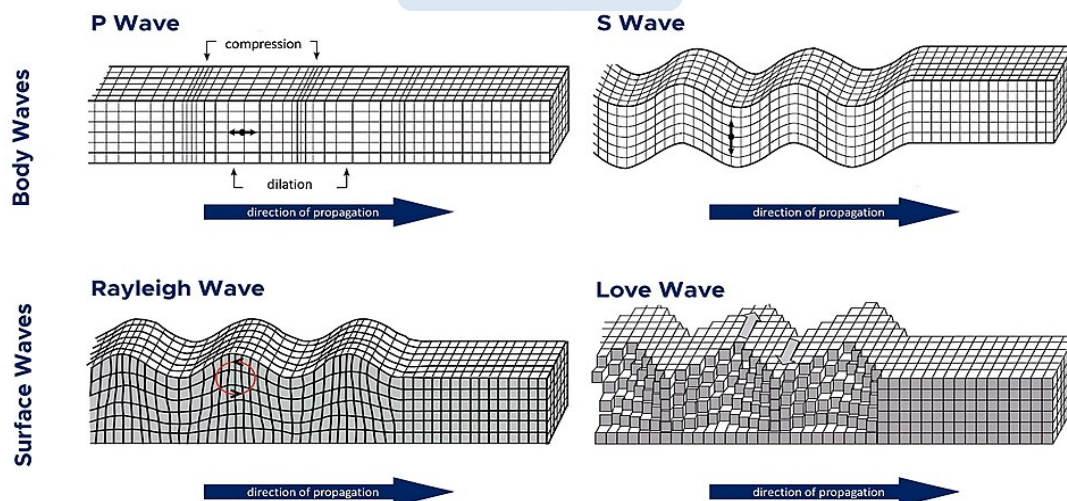 Body Waves
P Wave
compression
dilation
direction of propagation
S Wave
direction of propagation
Surface Waves
Rayleigh Wave
direction of propagation
Love Wave
direction of propagation